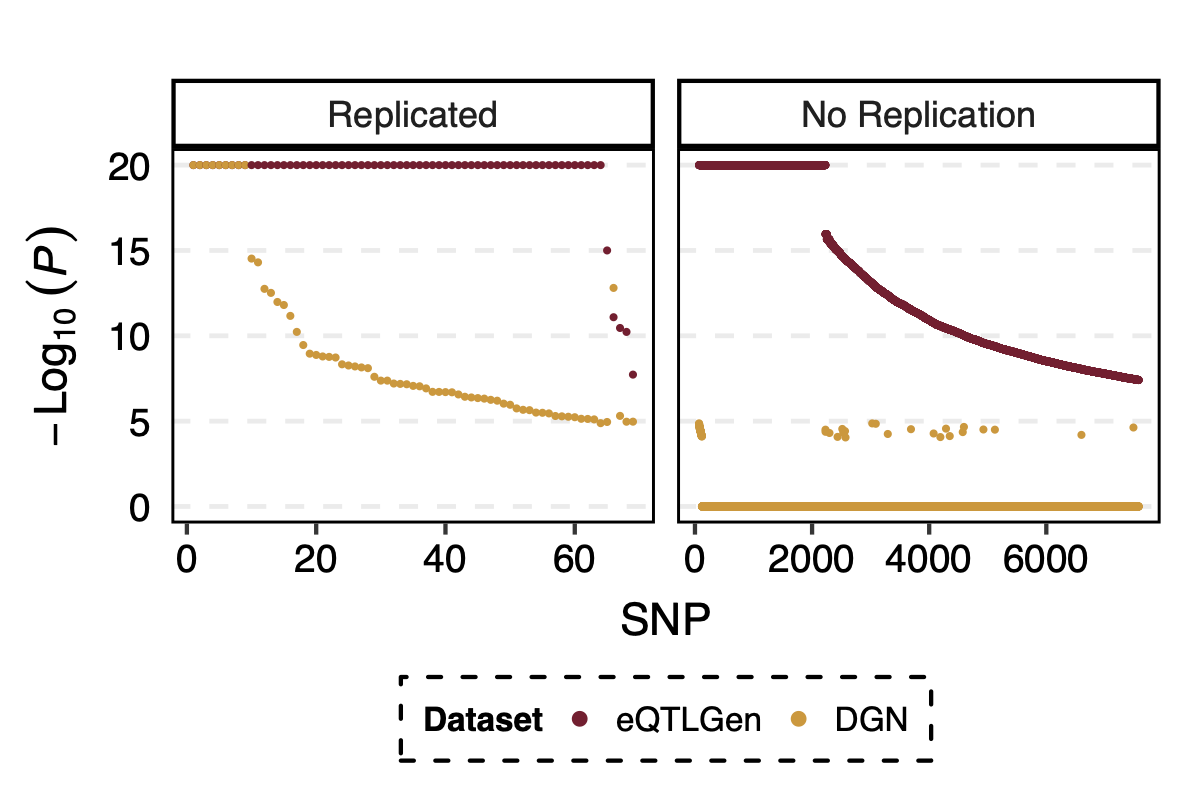 Replicated
No Replication
−Log₁₀ (P)
20
15
10
5
0
0 20 40 60
0 2000 4000 6000
SNP
Dataset eQTLGen DGN